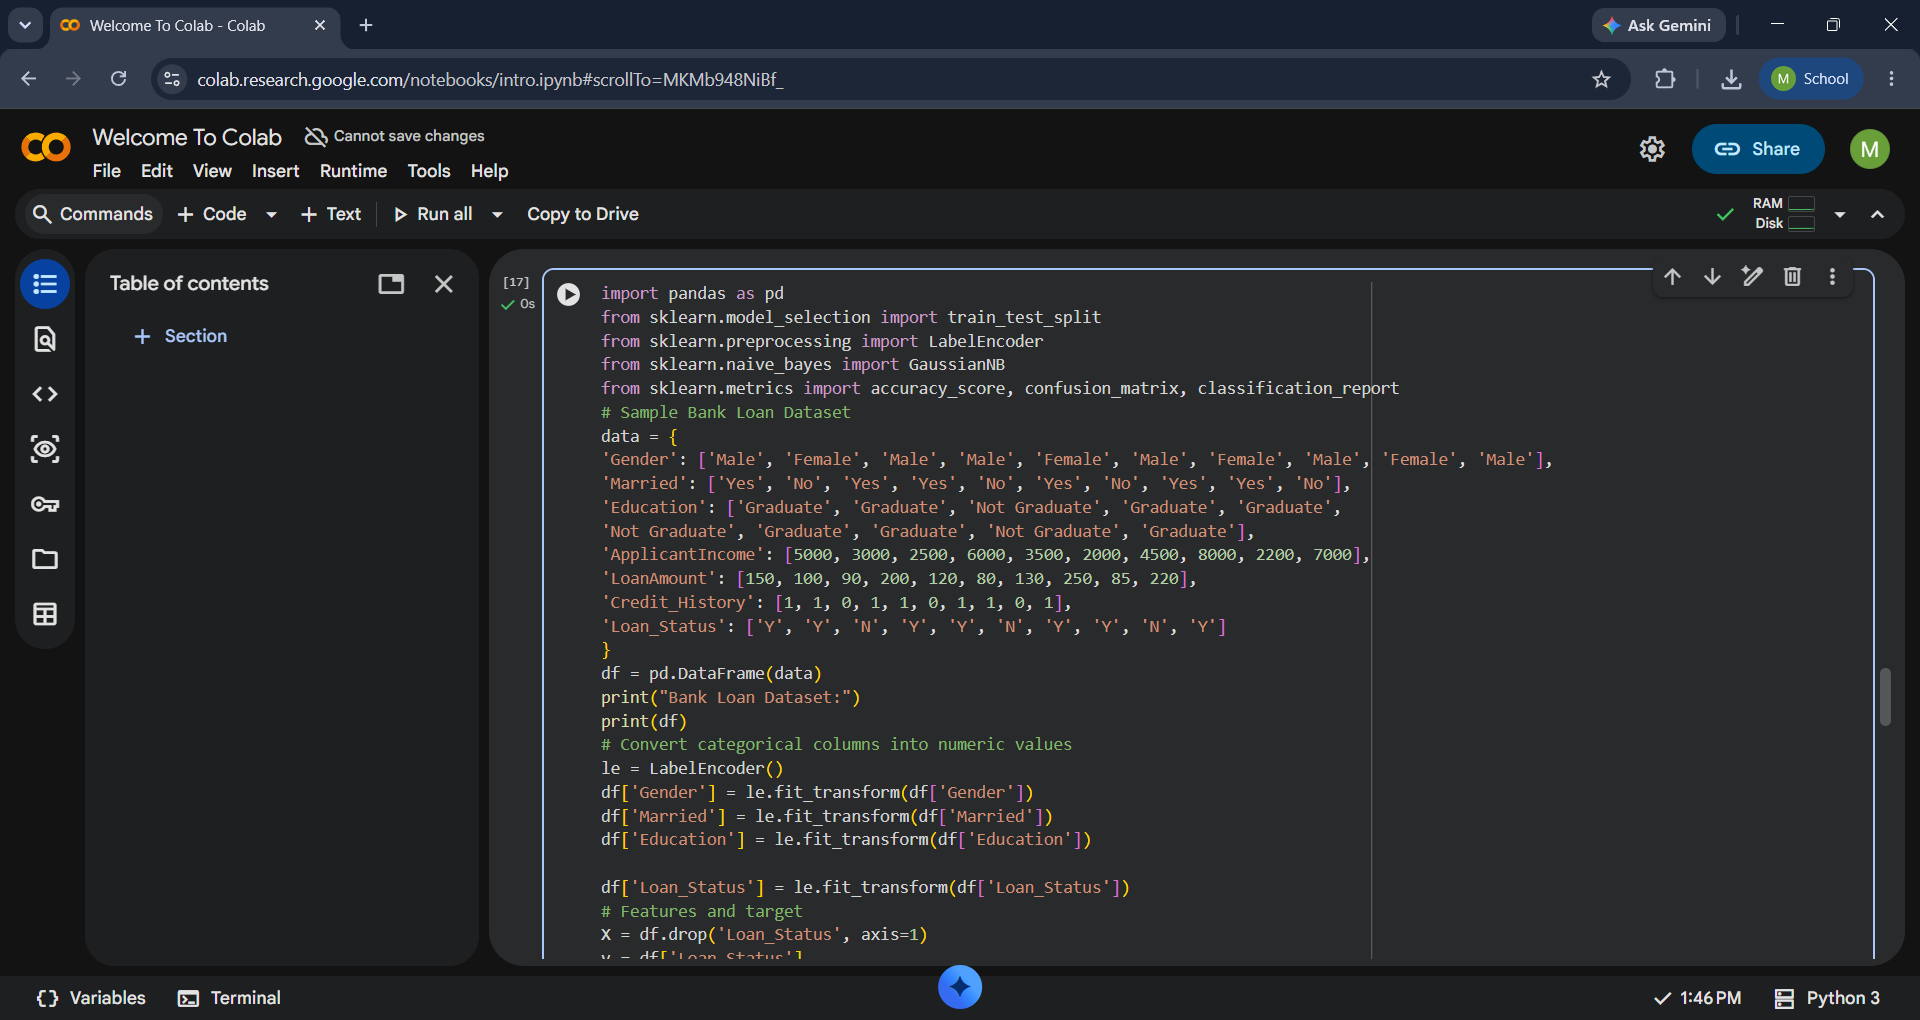 Welcome To Colab - Colab
Ask Gemini
colab.research.google.com/notebooks/intro.ipynb#scrollTo=MKMb948NiBf_
M School
Welcome To Colab Cannot save changes
File Edit View Insert Runtime Tools Help
Share
M
Commands + Code + Text Run all Copy to Drive
RAM
Disk
Table of contents
+ Section
[17]
0s
import pandas as pd
from sklearn.model_selection import train_test_split
from sklearn.preprocessing import LabelEncoder
from sklearn.naive_bayes import GaussianNB
from sklearn.metrics import accuracy_score, confusion_matrix, classification_report
# Sample Bank Loan Dataset
data = {
'Gender': ['Male', 'Female', 'Male', 'Male', 'Female', 'Male', 'Female', 'Male', 'Female', 'Male'],
'Married': ['Yes', 'No', 'Yes', 'Yes', 'No', 'Yes', 'No', 'Yes', 'Yes', 'No'],
'Education': ['Graduate', 'Graduate', 'Not Graduate', 'Graduate', 'Graduate',
'Not Graduate', 'Graduate', 'Graduate', 'Not Graduate', 'Graduate'],
'ApplicantIncome': [5000, 3000, 2500, 6000, 3500, 2000, 4500, 8000, 2200, 7000],
'LoanAmount': [150, 100, 90, 200, 120, 80, 130, 250, 85, 220],
'Credit_History': [1, 1, 0, 1, 1, 0, 1, 1, 0, 1],
'Loan_Status': ['Y', 'Y', 'N', 'Y', 'Y', 'N', 'Y', 'Y', 'N', 'Y']
}
df = pd.DataFrame(data)
print("Bank Loan Dataset:")
print(df)
# Convert categorical columns into numeric values
le = LabelEncoder()
df['Gender'] = le.fit_transform(df['Gender'])
df['Married'] = le.fit_transform(df['Married'])
df['Education'] = le.fit_transform(df['Education'])
df['Loan_Status'] = le.fit_transform(df['Loan_Status'])
# Features and target
X = df.drop('Loan_Status', axis=1)
y = df['Loan_Status']
{} Variables Terminal
1:46 PM Python 3